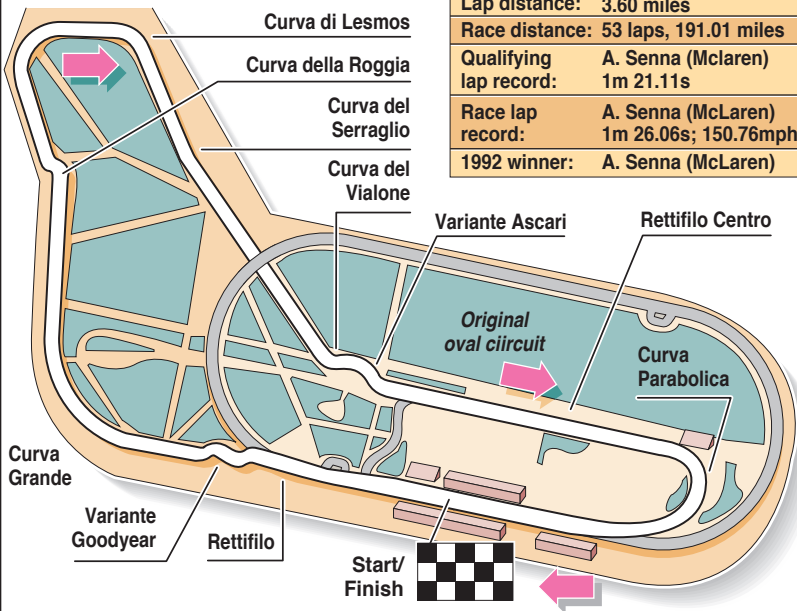 Lap distance: 3.60 miles
Race distance: 53 laps, 191.01 miles
Qualifying A. Senna (Mclaren)
lap record: 1m 21.11s
Race lap A. Senna (McLaren)
record: 1m 26.06s; 150.76mph
1992 winner: A. Senna (McLaren)
Curva di Lesmos
Curva della Roggia
Curva del
Serraglio
Curva del
Vialone
Variante Ascari
Rettifilo Centro
Original
oval ciircuit
Curva
Parabolica
Curva
Grande
Variante
Goodyear
Rettifilo
Start/
Finish